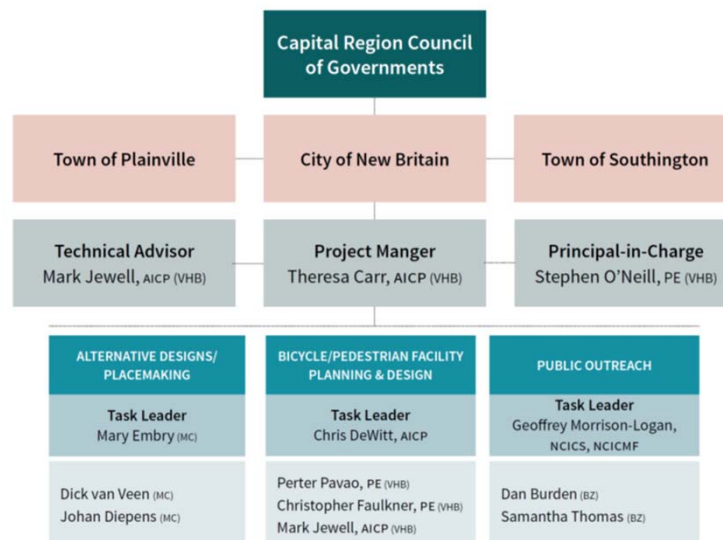 Capital Region Council
of Governments
Town of Plainville
City of New Britain
Town of Southington
Technical Advisor
Mark Jewell, AICP (VHB)
Project Manger
Theresa Carr, AICP (VHB)
Principal-in-Charge
Stephen O’Neill, PE (VHB)
ALTERNATIVE DESIGNS/
PLACEMAKING
Task Leader
Mary Embry (MC)
Dick van Veen (MC)
Johan Diepens (MC)
BICYCLE/PEDESTRIAN FACILITY
PLANNING & DESIGN
Task Leader
Chris DeWitt, AICP
Perter Pavao, PE (VHB)
Christopher Faulkner, PE (VHB)
Mark Jewell, AICP (VHB)
PUBLIC OUTREACH
Task Leader
Geoffrey Morrison-Logan,
NCICS, NCICMF
Dan Burden (BZ)
Samantha Thomas (BZ)